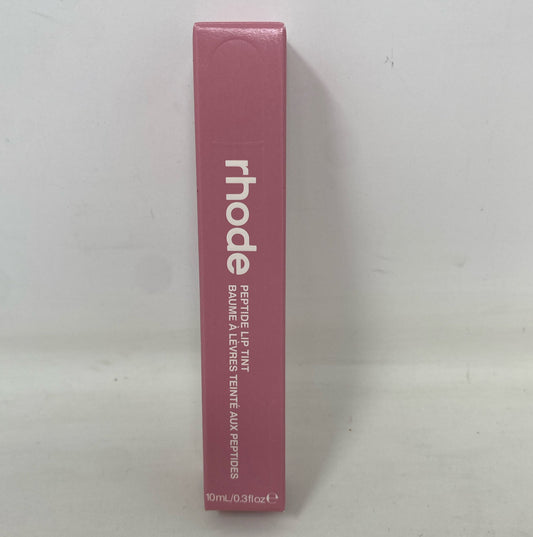 rhode
PEPTIDE LIP TINT
BAUME À LÈVRES TEINTÉ AUX PEPTIDES
10mL/0.3fl oz ℮